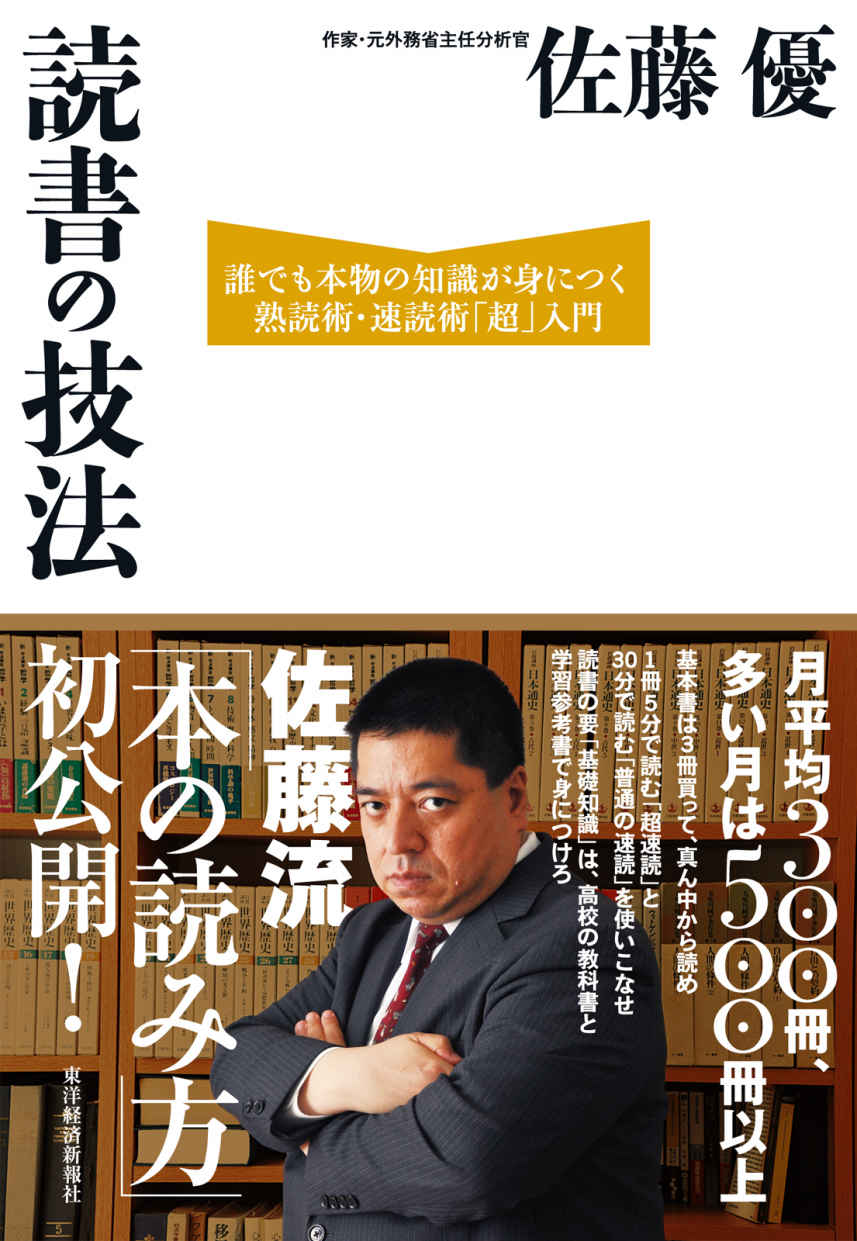 作家・元外務省主任分析官
佐藤 優
読書の技法
誰でも本物の知識が身につく
熟読術・速読術「超」入門
月平均300冊、
多い月は500冊以上
基本書は3冊買って、真ん中から読め
1冊5分で読む「超速読」と
30分で読む「普通の速読」を使いこなせ
読書の要「基礎知識」は、高校の教科書と
学習参考書で身につけろ
佐藤流
「本の読み方」
初公開!
東洋経済新報社